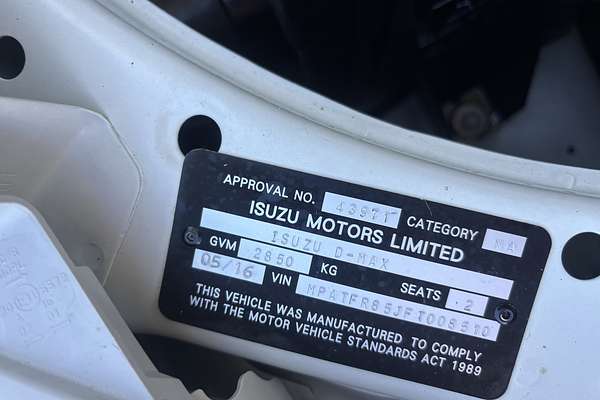 APPROVAL NO. 43971 CATEGORY NA
ISUZU MOTORS LIMITED
ISUZU D-MAX
GVM 2850 KG SEATS 2
05/16 VIN MPATFR85JFT008510
THIS VEHICLE WAS MANUFACTURED TO COMPLY
WITH THE MOTOR VEHICLE STANDARDS ACT 1989